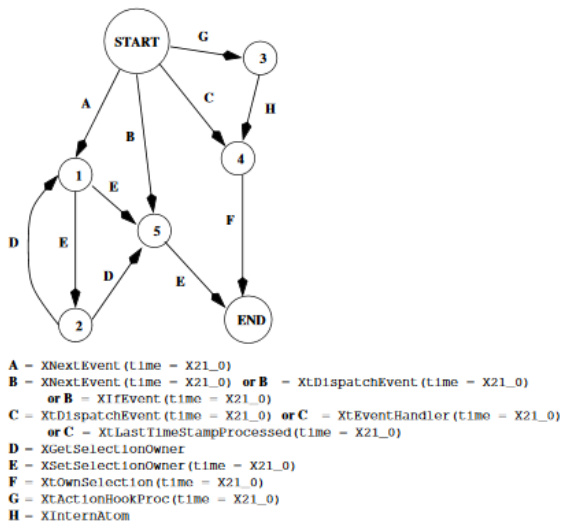 START
G
3
A
B
C
H
4
1
E
5
F
D
E
D
E
2
END
A = XNextEvent(time = X21_0)
B = XNextEvent(time = X21_0) or B = XtDispatchEvent(time = X21_0)
or B = XIfEvent(time = X21_0)
C = XtDispatchEvent(time = X21_0) or C = XtEventHandler(time = X21_0)
or C = XtLastTimeStampProcessed(time = X21_0)
D = XGetSelectionOwner
E = XSetSelectionOwner(time = X21_0)
F = XtOwnSelection(time = X21_0)
G = XtActionHookProc(time = X21_0)
H = XInternAtom